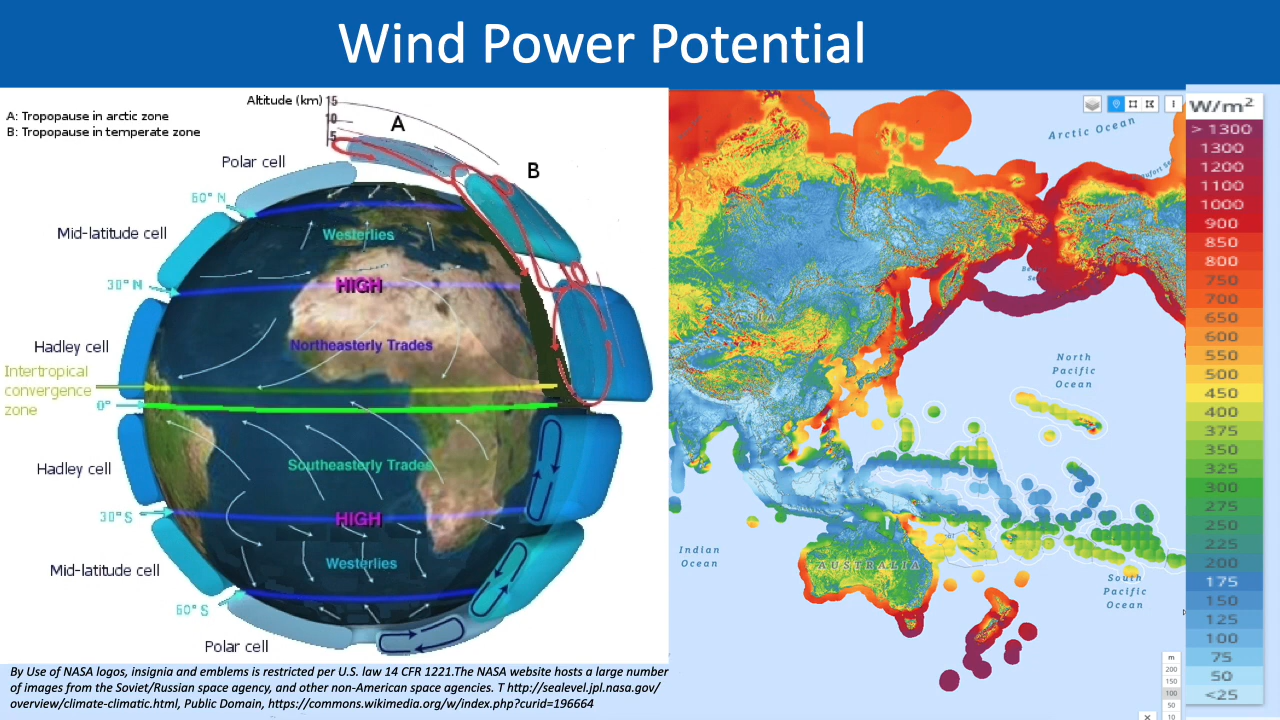 Wind Power Potential
Altitude (km) 15
10
5
A: Tropopause in arctic zone
B: Tropopause in temperate zone
A
B
Polar cell
60° N
Mid-latitude cell
30° N
Hadley cell
Intertropical
convergence
zone
0°
Hadley cell
30° S
Mid-latitude cell
60° S
Polar cell
Westerlies
HIGH
Northeasterly Trades
Southeasterly Trades
HIGH
Westerlies
By Use of NASA logos, insignia and emblems is restricted per U.S. law 14 CFR 1221.The NASA website hosts a large number
of images from the Soviet/Russian space agency, and other non-American space agencies. T http://sealevel.jpl.nasa.gov/
overview/climate-climatic.html, Public Domain, https://commons.wikimedia.org/w/index.php?curid=196664
Arctic Ocean
ASIA
North
Pacific
Ocean
Indian
Ocean
AUSTRALIA
South
Pacific
Ocean
m
200
150
100
50
10
W/m²
> 1300
1300
1200
1100
1000
900
850
800
750
700
650
600
550
500
450
400
375
350
325
300
275
250
225
200
175
150
125
100
75
50
<25